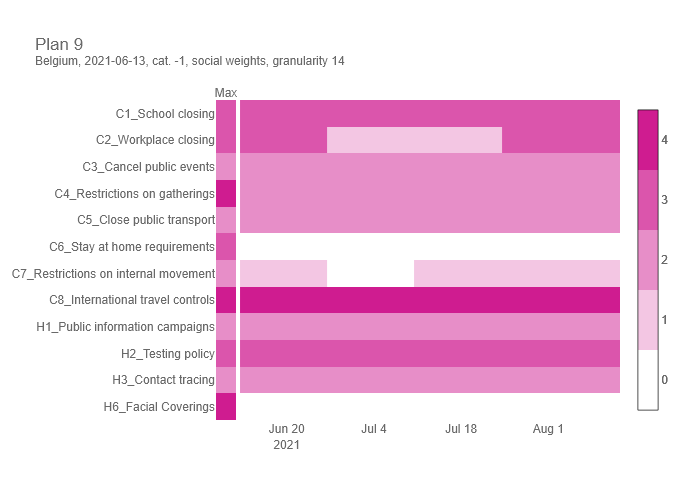 Plan 9
Belgium, 2021-06-13, cat. -1, social weights, granularity 14
Max
C1_School closing
C2_Workplace closing
C3_Cancel public events
C4_Restrictions on gatherings
C5_Close public transport
C6_Stay at home requirements
C7_Restrictions on internal movement
C8_International travel controls
H1_Public information campaigns
H2_Testing policy
H3_Contact tracing
H6_Facial Coverings
4
3
2
1
0
Jun 20 Jul 4 Jul 18 Aug 1
2021